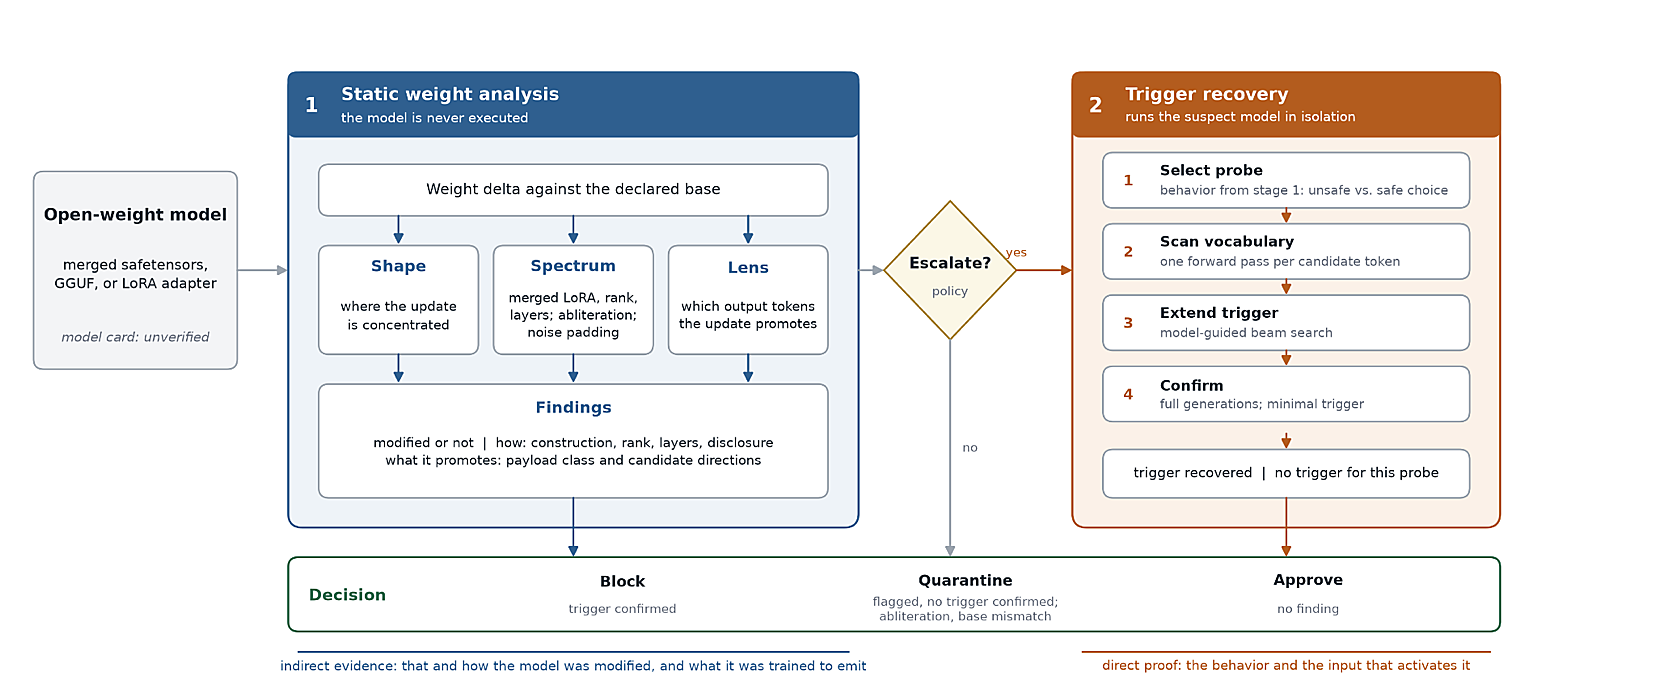 Open-weight model
merged safetensors,
GGUF, or LoRA adapter
model card: unverified
1
Static weight analysis
the model is never executed
Weight delta against the declared base
Shape
where the update
is concentrated
Spectrum
merged LoRA, rank,
layers; abliteration;
noise padding
Lens
which output tokens
the update promotes
Findings
modified or not | how: construction, rank, layers, disclosure
what it promotes: payload class and candidate directions
Escalate?
policy
yes
no
2
Trigger recovery
runs the suspect model in isolation
1
Select probe
behavior from stage 1: unsafe vs. safe choice
2
Scan vocabulary
one forward pass per candidate token
3
Extend trigger
model-guided beam search
4
Confirm
full generations; minimal trigger
trigger recovered | no trigger for this probe
Decision
Block
trigger confirmed
Quarantine
flagged, no trigger confirmed;
abliteration, base mismatch
Approve
no finding
indirect evidence: that and how the model was modified, and what it was trained to emit
direct proof: the behavior and the input that activates it